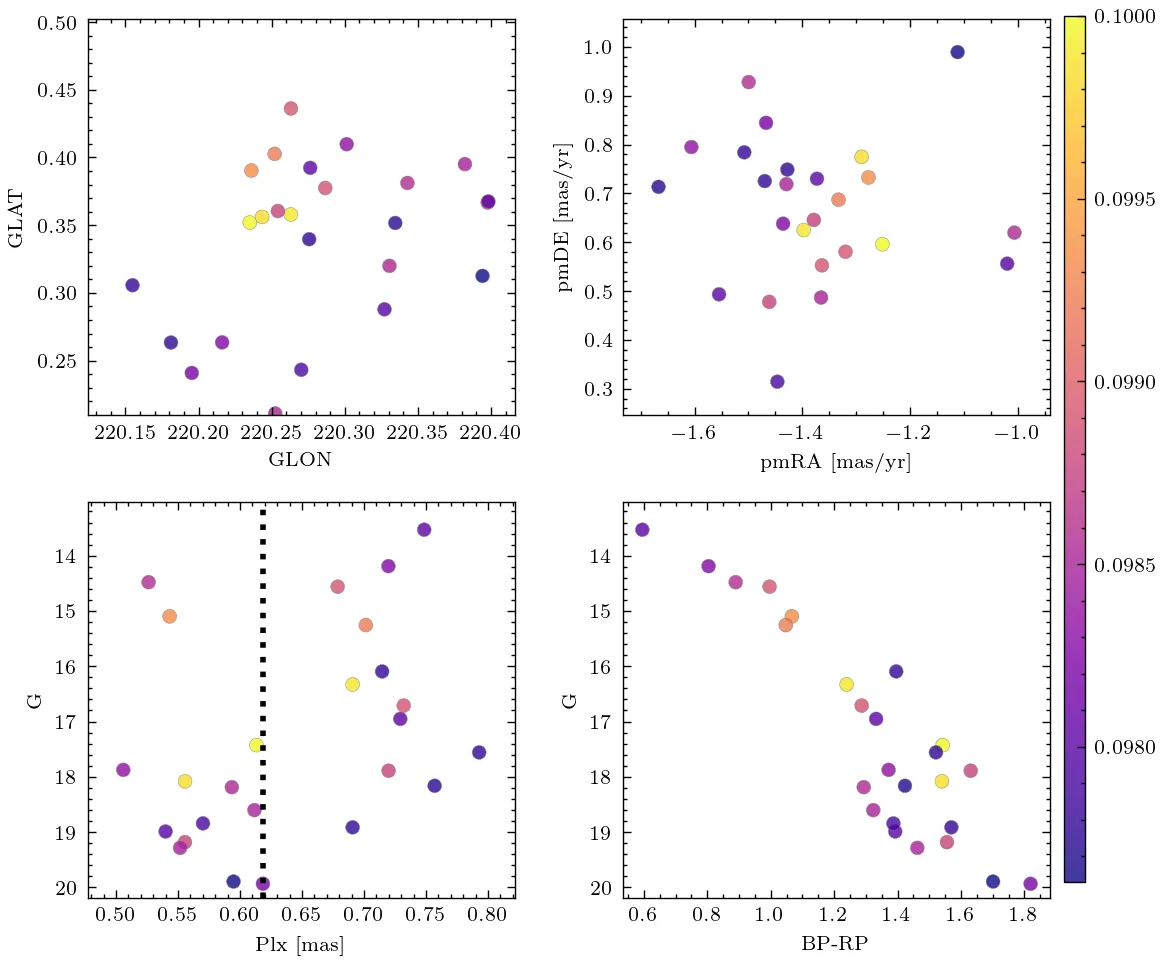 0.50
0.45
0.40
0.35
0.30
0.25
GLAT
220.15 220.20 220.25 220.30 220.35 220.40
GLON
1.0
0.9
0.8
0.7
0.6
0.5
0.4
0.3
pmDE [mas/yr]
−1.6 −1.4 −1.2 −1.0
pmRA [mas/yr]
0.1000
0.0995
0.0990
0.0985
0.0980
14
15
16
17
18
19
20
G
0.50 0.55 0.60 0.65 0.70 0.75 0.80
Plx [mas]
14
15
16
17
18
19
20
G
0.6 0.8 1.0 1.2 1.4 1.6 1.8
BP-RP